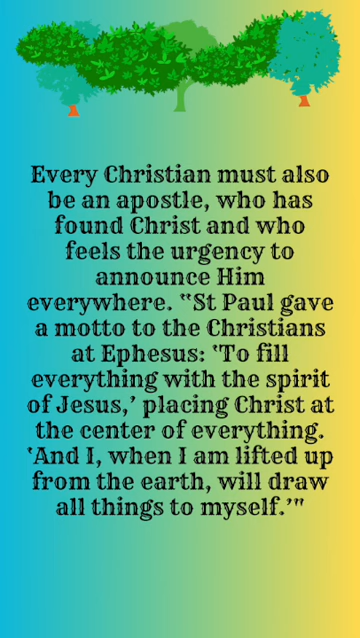 Every Christian must also
be an apostle, who has
found Christ and who
feels the urgency to
announce Him
everywhere. "St Paul gave
a motto to the Christians
at Ephesus: 'To fill
everything with the spirit
of Jesus,' placing Christ at
the center of everything.
'And I, when I am lifted up
from the earth, will draw
all things to myself.'"